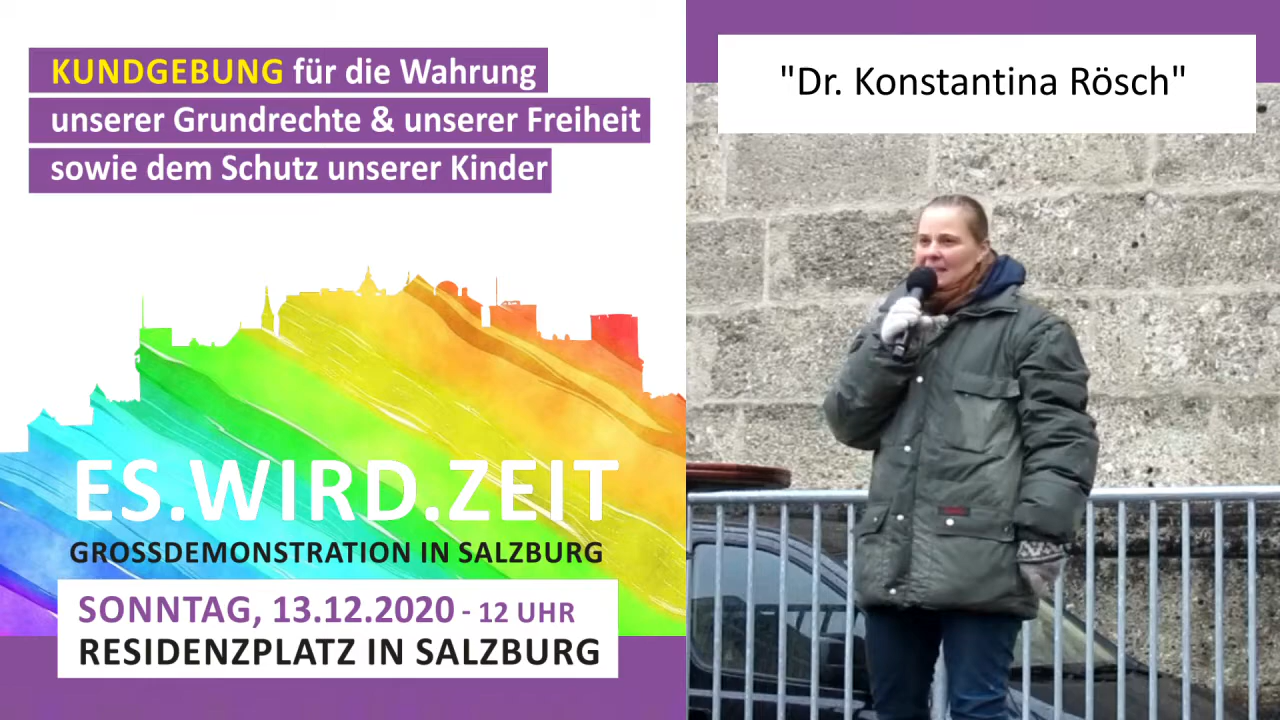 KUNDGEBUNG für die Wahrung
unserer Grundrechte & unserer Freiheit
sowie dem Schutz unserer Kinder
ES.WIRD.ZEIT
GROSSDEMONSTRATION IN SALZBURG
SONNTAG, 13.12.2020 - 12 UHR
RESIDENZPLATZ IN SALZBURG
"Dr. Konstantina Rösch"